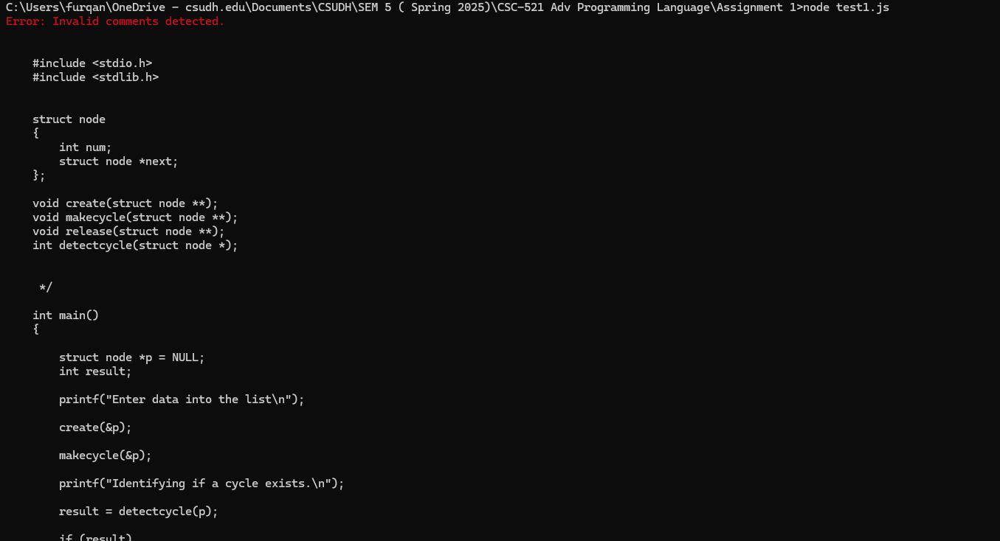 C:\Users\furqan\OneDrive - csudh.edu\Documents\CSUDH\SEM 5 ( Spring 2025)\CSC-521 Adv Programming Language\Assignment 1>node test1.js
Error: Invalid comments detected.
#include <stdio.h>
#include <stdlib.h>
struct node
{
int num;
struct node *next;
};
void create(struct node **);
void makecycle(struct node **);
void release(struct node **);
int detectcycle(struct node *);
*/
int main()
{
struct node *p = NULL;
int result;
printf("Enter data into the list\n");
create(&p);
makecycle(&p);
printf("Identifying if a cycle exists.\n");
result = detectcycle(p);
if (result)